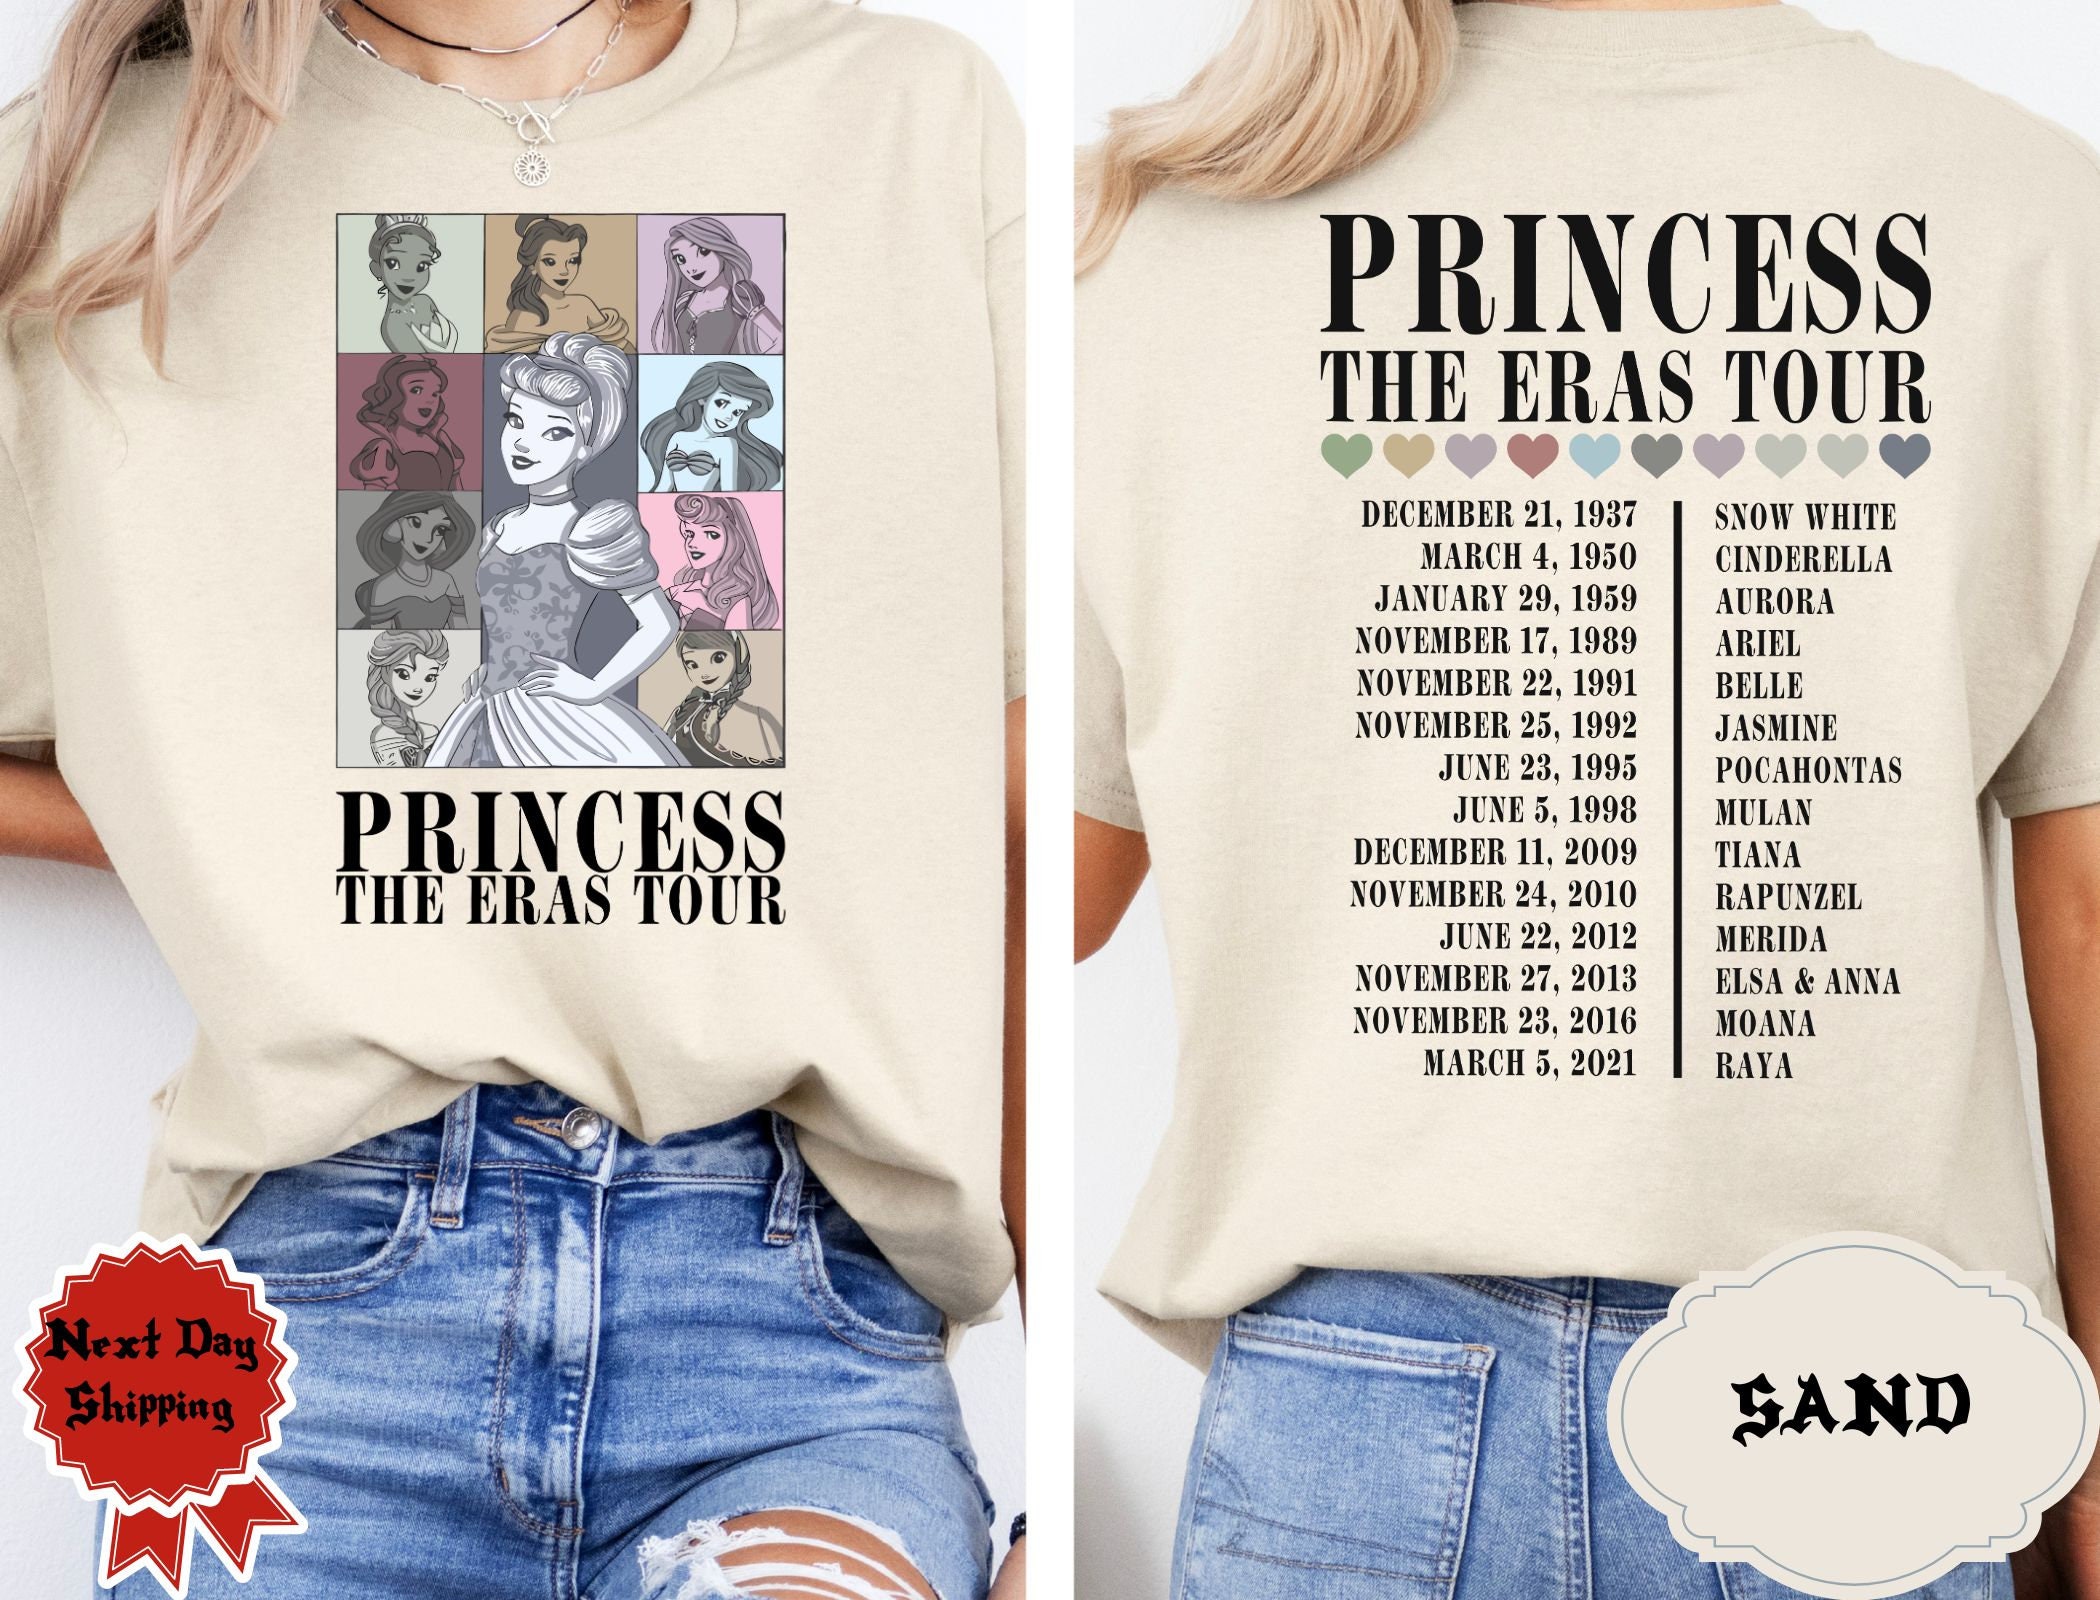 PRINCESS
THE ERAS TOUR
Next Day
Shipping
PRINCESS
THE ERAS TOUR
DECEMBER 21, 1937 SNOW WHITE
MARCH 4, 1950 CINDERELLA
JANUARY 29, 1959 AURORA
NOVEMBER 17, 1989 ARIEL
NOVEMBER 22, 1991 BELLE
NOVEMBER 25, 1992 JASMINE
JUNE 23, 1995 POCAHONTAS
JUNE 5, 1998 MULAN
DECEMBER 11, 2009 TIANA
NOVEMBER 24, 2010 RAPUNZEL
JUNE 22, 2012 MERIDA
NOVEMBER 27, 2013 ELSA & ANNA
NOVEMBER 23, 2016 MOANA
MARCH 5, 2021 RAYA
SAND